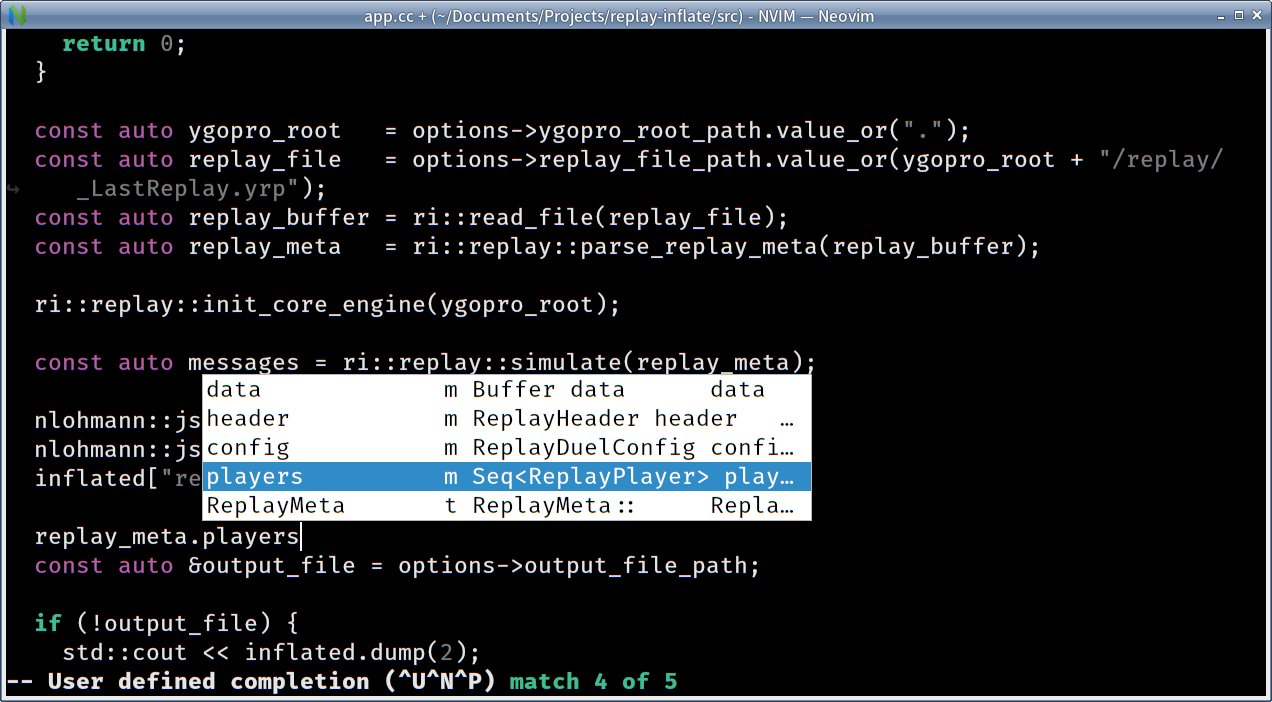 app.cc + (~/Documents/Projects/replay-inflate/src) - NVIM — Neovim
return 0;
}
const auto ygopro_root   = options->ygopro_root_path.value_or(".");
const auto replay_file   = options->replay_file_path.value_or(ygopro_root + "/replay/
↪ _LastReplay.yrp");
const auto replay_buffer = ri::read_file(replay_file);
const auto replay_meta   = ri::replay::parse_replay_meta(replay_buffer);
ri::replay::init_core_engine(ygopro_root);
const auto messages = ri::replay::simulate(replay_meta);
data m Buffer data data
nlohmann::js header m ReplayHeader header …
nlohmann::js config m ReplayDuelConfig confi…
inflated["re players m Seq<ReplayPlayer> play…
ReplayMeta t ReplayMeta:: Repla…
replay_meta.players
const auto &output_file = options->output_file_path;
if (!output_file) {
std::cout << inflated.dump(2);
-- User defined completion (^U^N^P) match 4 of 5